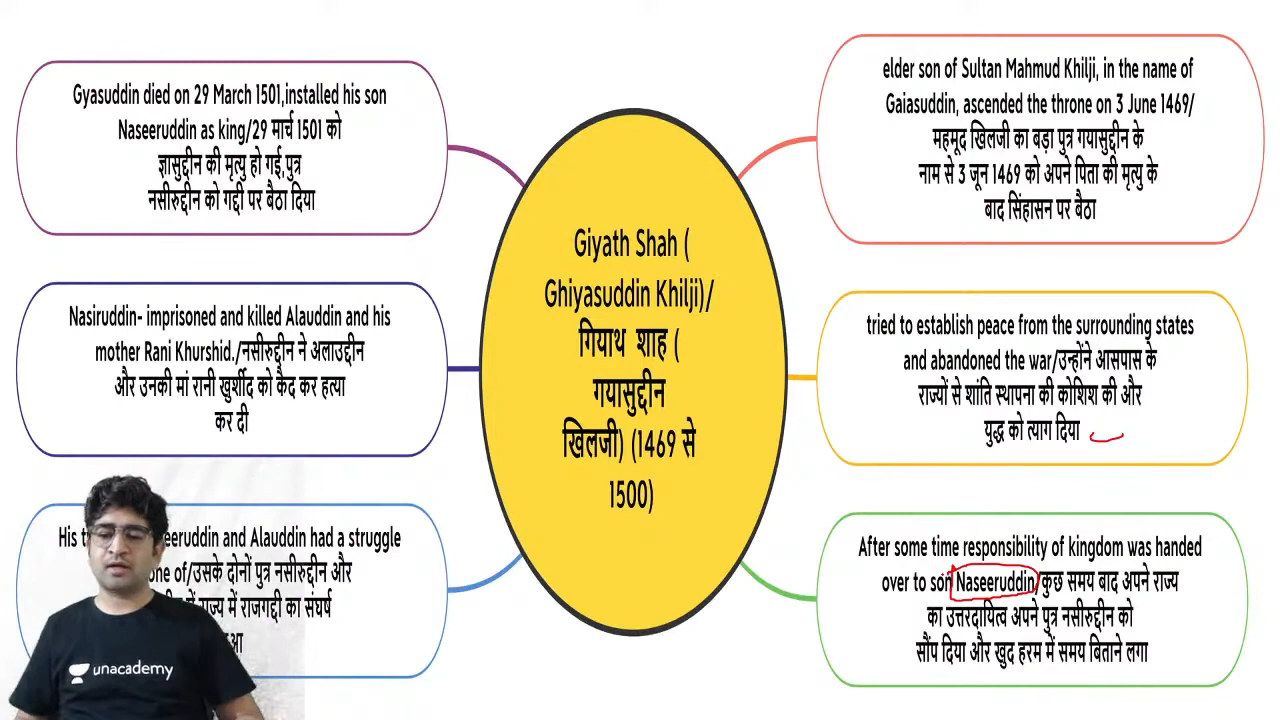 Gyasuddin died on 29 March 1501,installed his son
Naseeruddin as king/29 मार्च 1501 को
ज्ञासुद्दीन की मृत्यु हो गई,पुत्र
नसीरुद्दीन को गद्दी पर बैठा दिया
Nasiruddin- imprisoned and killed Alauddin and his
mother Rani Khurshid./नसीरुद्दीन ने अलाउद्दीन
और उनकी मां रानी खुर्शीद को कैद कर हत्या
कर दी
His eeruddin and Alauddin had a struggle
one of/उसके दोनों पुत्र नसीरुद्दीन और
में राज्य में राजगद्दी का संघर्ष
unacademy
Giyath Shah (
Ghiyasuddin Khilji)/
गियाथ शाह (
गयासुद्दीन
खिलजी) (1469 से
1500)
elder son of Sultan Mahmud Khilji, in the name of
Gaiasuddin, ascended the throne on 3 June 1469/
महमूद खिलजी का बड़ा पुत्र गयासुद्दीन के
नाम से 3 जून 1469 को अपने पिता की मृत्यु के
बाद सिंहासन पर बैठा
tried to establish peace from the surrounding states
and abandoned the war/उन्होंने आसपास के
राज्यों से शांति स्थापना की कोशिश की और
युद्ध को त्याग दिया
After some time responsibility of kingdom was handed
over to son Naseeruddin/कुछ समय बाद अपने राज्य
का उत्तरदायित्व अपने पुत्र नसीरुद्दीन को
सौंप दिया और खुद हरम में समय बिताने लगा